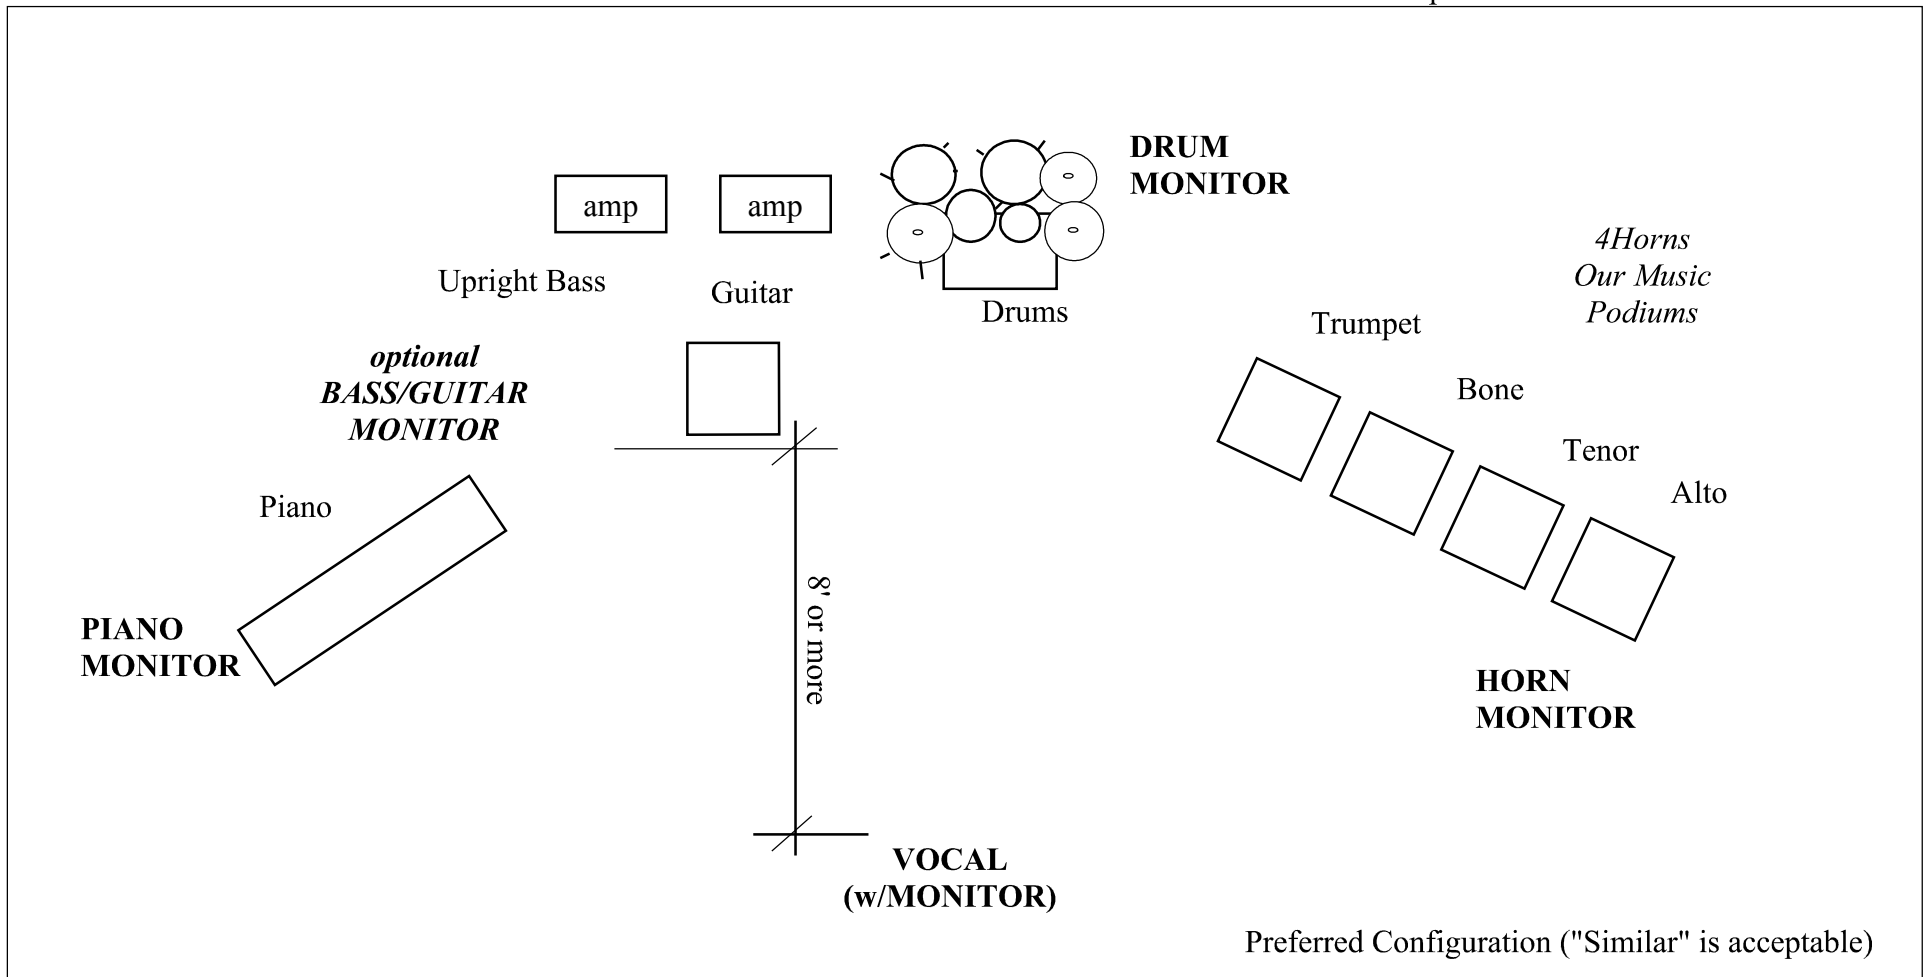 DRUM
MONITOR
amp
amp
4Horns
Our Music
Podiums
Upright Bass
Guitar
Drums
Trumpet
optional
BASS/GUITAR
MONITOR
Bone
Tenor
Alto
Piano
8' or more
PIANO
MONITOR
HORN
MONITOR
VOCAL
(w/MONITOR)
Preferred Configuration ("Similar" is acceptable)